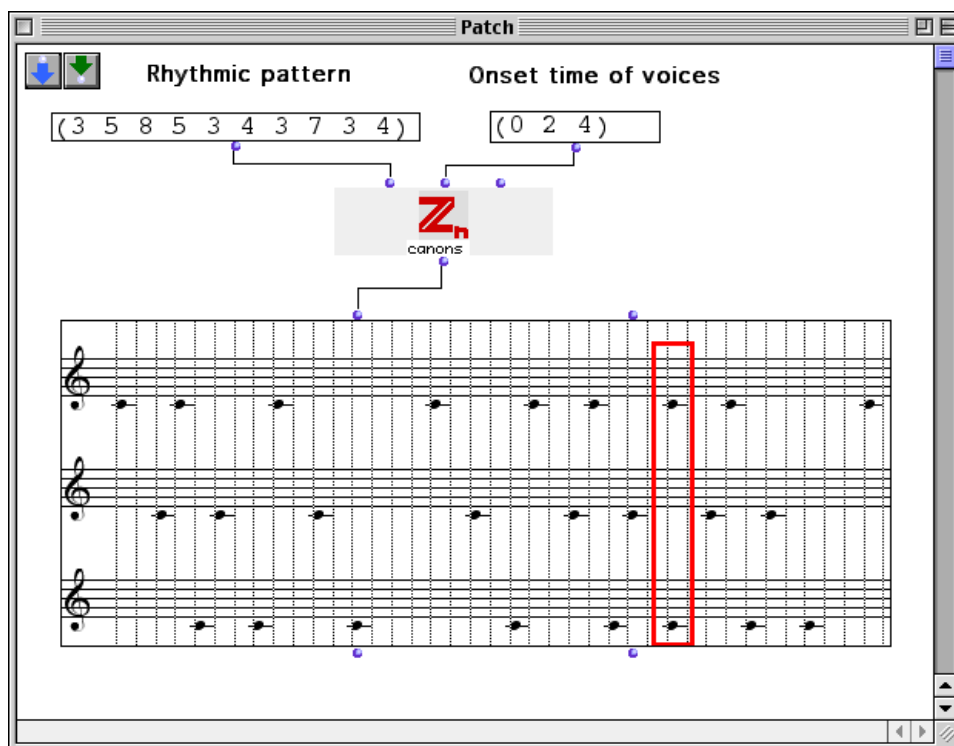 Patch
Rhythmic pattern
Onset time of voices
(3 5 8 5 3 4 3 7 3 4)
(0 2 4)
Zn
canons